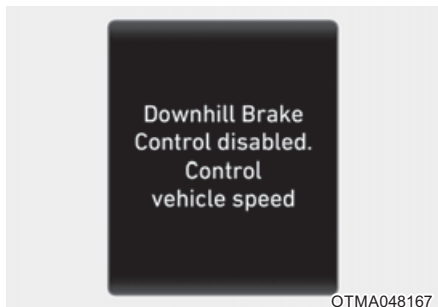 Downhill Brake
Control disabled.
Control
vehicle speed
OTMA048167